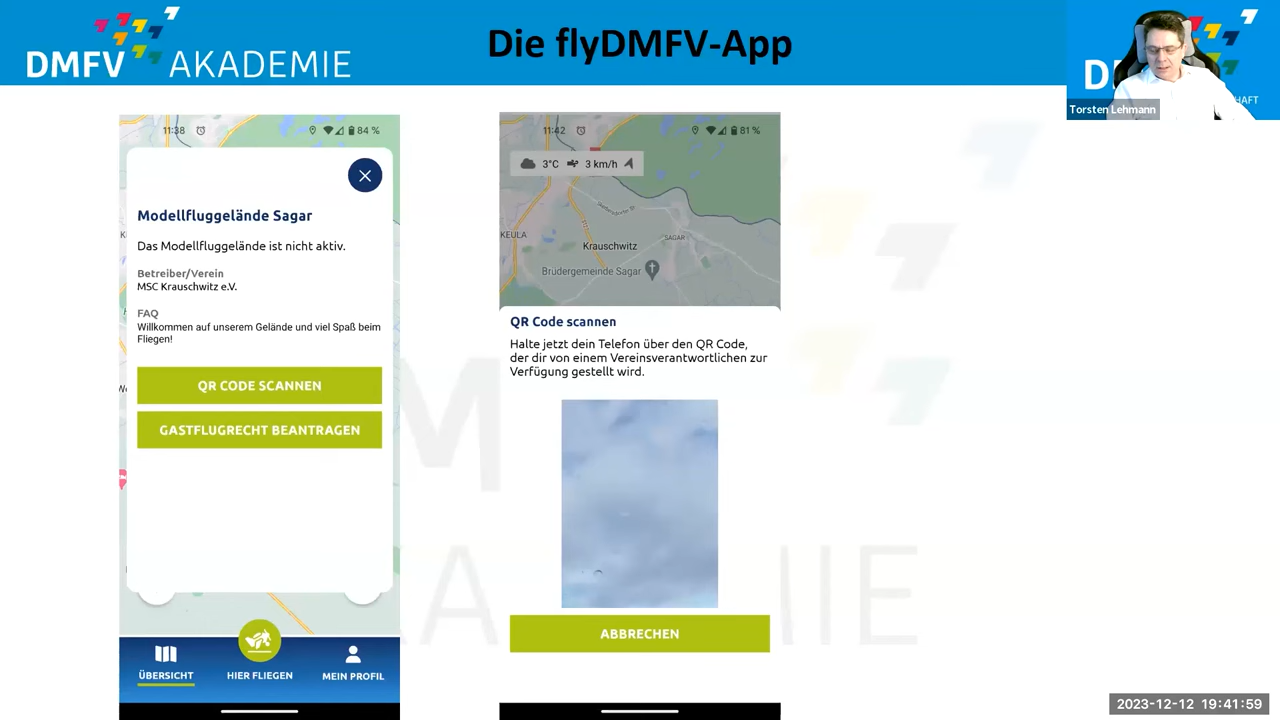 DMFV AKADEMIE
Die flyDMFV-App
Torsten Lehmann
11:38
84 %
Modellfluggelände Sagar
Das Modellfluggelände ist nicht aktiv.
Betreiber/Verein
MSC Krauschwitz e.V.
FAQ
Willkommen auf unserem Gelände und viel Spaß beim
Fliegen!
QR CODE SCANNEN
GASTFLUGRECHT BEANTRAGEN
ÜBERSICHT
HIER FLIEGEN
MEIN PROFIL
11:42
81 %
3°C
3 km/h
KEULA
Krauschwitz
SAGAR
Brüdergemeinde Sagar
QR Code scannen
Halte jetzt dein Telefon über den QR Code,
der dir von einem Vereinsverantwortlichen zur
Verfügung gestellt wird.
ABBRECHEN
2023-12-12 19:41:59